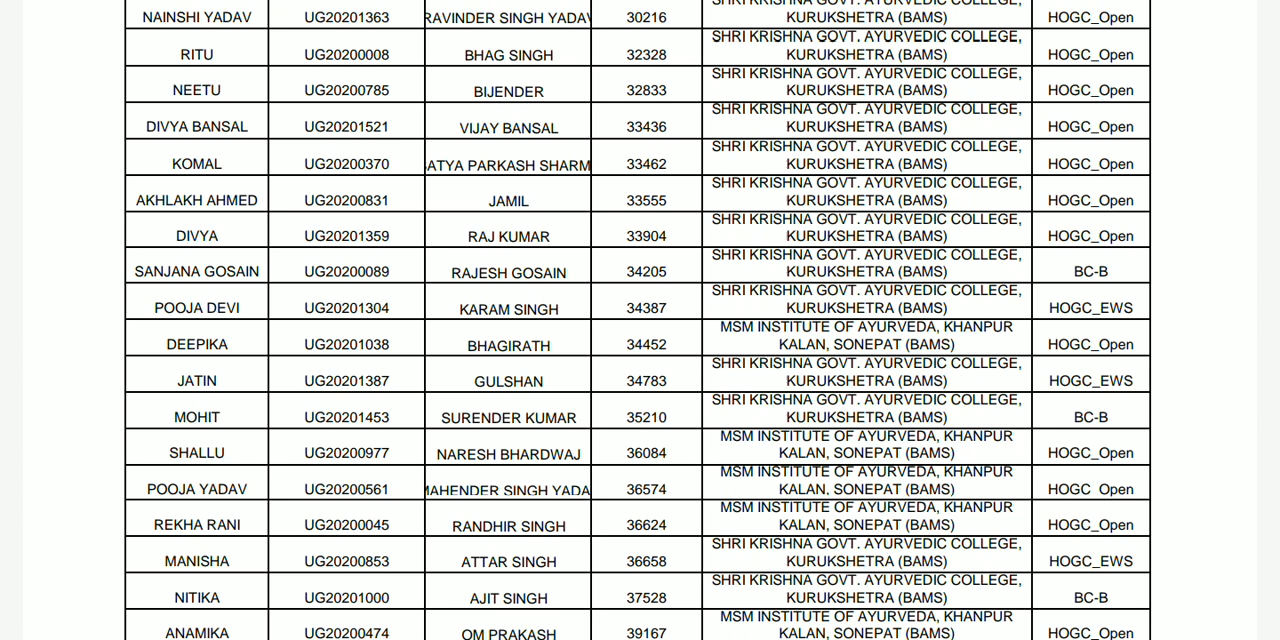 SHRI KRISHNA GOVT. AYURVEDIC COLLEGE,
NAINSHI YADAV UG20201363 RAVINDER SINGH YADAV 30216 KURUKSHETRA (BAMS) HOGC_Open
SHRI KRISHNA GOVT. AYURVEDIC COLLEGE,
RITU UG20200008 BHAG SINGH 32328 KURUKSHETRA (BAMS) HOGC_Open
SHRI KRISHNA GOVT. AYURVEDIC COLLEGE,
NEETU UG20200785 BIJENDER 32833 KURUKSHETRA (BAMS) HOGC_Open
SHRI KRISHNA GOVT. AYURVEDIC COLLEGE,
DIVYA BANSAL UG20201521 VIJAY BANSAL 33436 KURUKSHETRA (BAMS) HOGC_Open
SHRI KRISHNA GOVT. AYURVEDIC COLLEGE,
KOMAL UG20200370 ATYA PARKASH SHARM 33462 KURUKSHETRA (BAMS) HOGC_Open
SHRI KRISHNA GOVT. AYURVEDIC COLLEGE,
AKHLAKH AHMED UG20200831 JAMIL 33555 KURUKSHETRA (BAMS) HOGC_Open
SHRI KRISHNA GOVT. AYURVEDIC COLLEGE,
DIVYA UG20201359 RAJ KUMAR 33904 KURUKSHETRA (BAMS) HOGC_Open
SHRI KRISHNA GOVT. AYURVEDIC COLLEGE,
SANJANA GOSAIN UG20200089 RAJESH GOSAIN 34205 KURUKSHETRA (BAMS) BC-B
SHRI KRISHNA GOVT. AYURVEDIC COLLEGE,
POOJA DEVI UG20201304 KARAM SINGH 34387 KURUKSHETRA (BAMS) HOGC_EWS
MSM INSTITUTE OF AYURVEDA, KHANPUR
DEEPIKA UG20201038 BHAGIRATH 34452 KALAN, SONEPAT (BAMS) HOGC_Open
SHRI KRISHNA GOVT. AYURVEDIC COLLEGE,
JATIN UG20201387 GULSHAN 34783 KURUKSHETRA (BAMS) HOGC_EWS
SHRI KRISHNA GOVT. AYURVEDIC COLLEGE,
MOHIT UG20201453 SURENDER KUMAR 35210 KURUKSHETRA (BAMS) BC-B
MSM INSTITUTE OF AYURVEDA, KHANPUR
SHALLU UG20200977 NARESH BHARDWAJ 36084 KALAN, SONEPAT (BAMS) HOGC_Open
MSM INSTITUTE OF AYURVEDA, KHANPUR
POOJA YADAV UG20200561 MAHENDER SINGH YADA 36574 KALAN, SONEPAT (BAMS) HOGC Open
MSM INSTITUTE OF AYURVEDA, KHANPUR
REKHA RANI UG20200045 RANDHIR SINGH 36624 KALAN, SONEPAT (BAMS) HOGC_Open
SHRI KRISHNA GOVT. AYURVEDIC COLLEGE,
MANISHA UG20200853 ATTAR SINGH 36658 KURUKSHETRA (BAMS) HOGC_EWS
SHRI KRISHNA GOVT. AYURVEDIC COLLEGE,
NITIKA UG20201000 AJIT SINGH 37528 KURUKSHETRA (BAMS) BC-B
MSM INSTITUTE OF AYURVEDA, KHANPUR
ANAMIKA UG20200474 OM PRAKASH 39167 KALAN, SONEPAT (BAMS) HOGC_Open